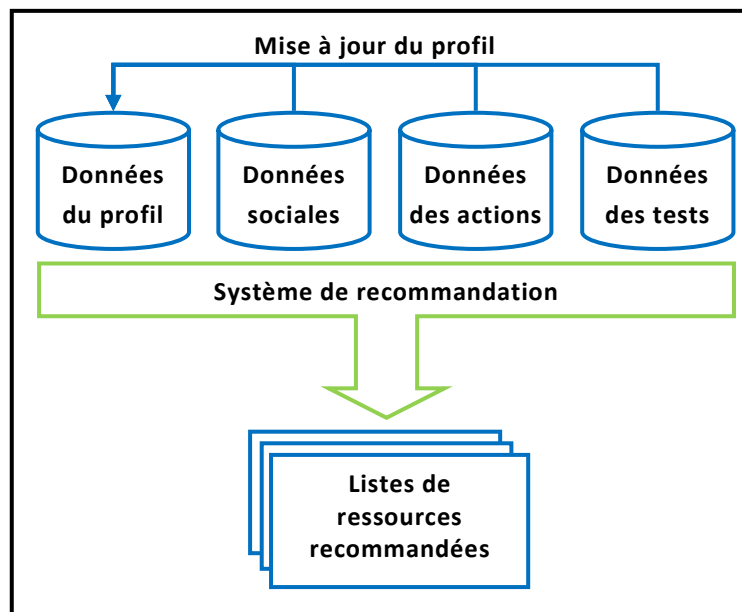 Mise à jour du profil
Données
du profil
Données
sociales
Données
des actions
Données
des tests
Système de recommandation
Listes de
ressources
recommandées